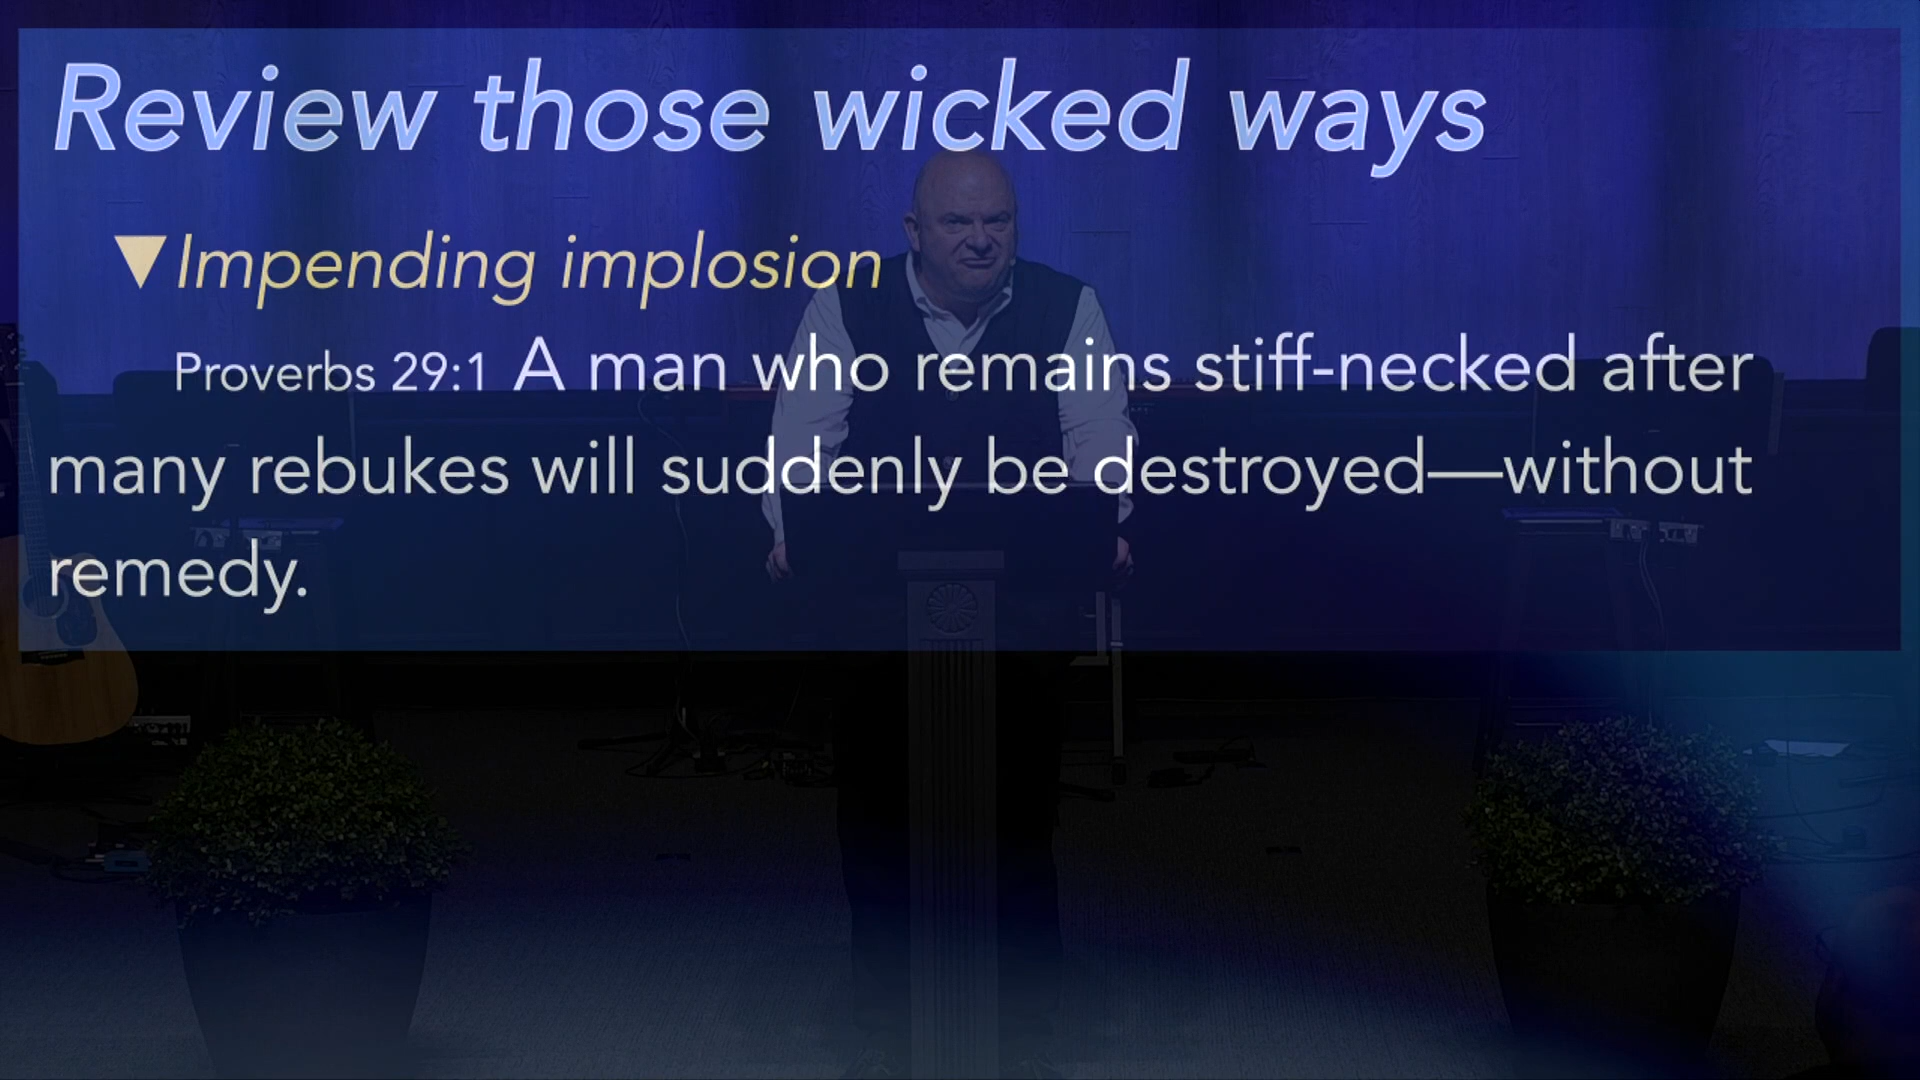 Review those wicked ways
▼Impending implosion
Proverbs 29:1 A man who remains stiff-necked after
many rebukes will suddenly be destroyed—without
remedy.